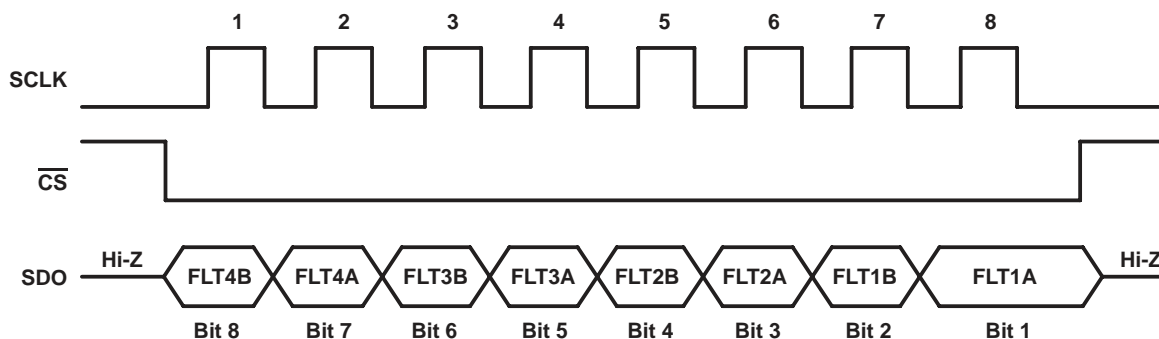 1 2 3 4 5 6 7 8
SCLK
CS
Hi-Z Hi-Z
SDO FLT4B FLT4A FLT3B FLT3A FLT2B FLT2A FLT1B FLT1A
Bit 8 Bit 7 Bit 6 Bit 5 Bit 4 Bit 3 Bit 2 Bit 1